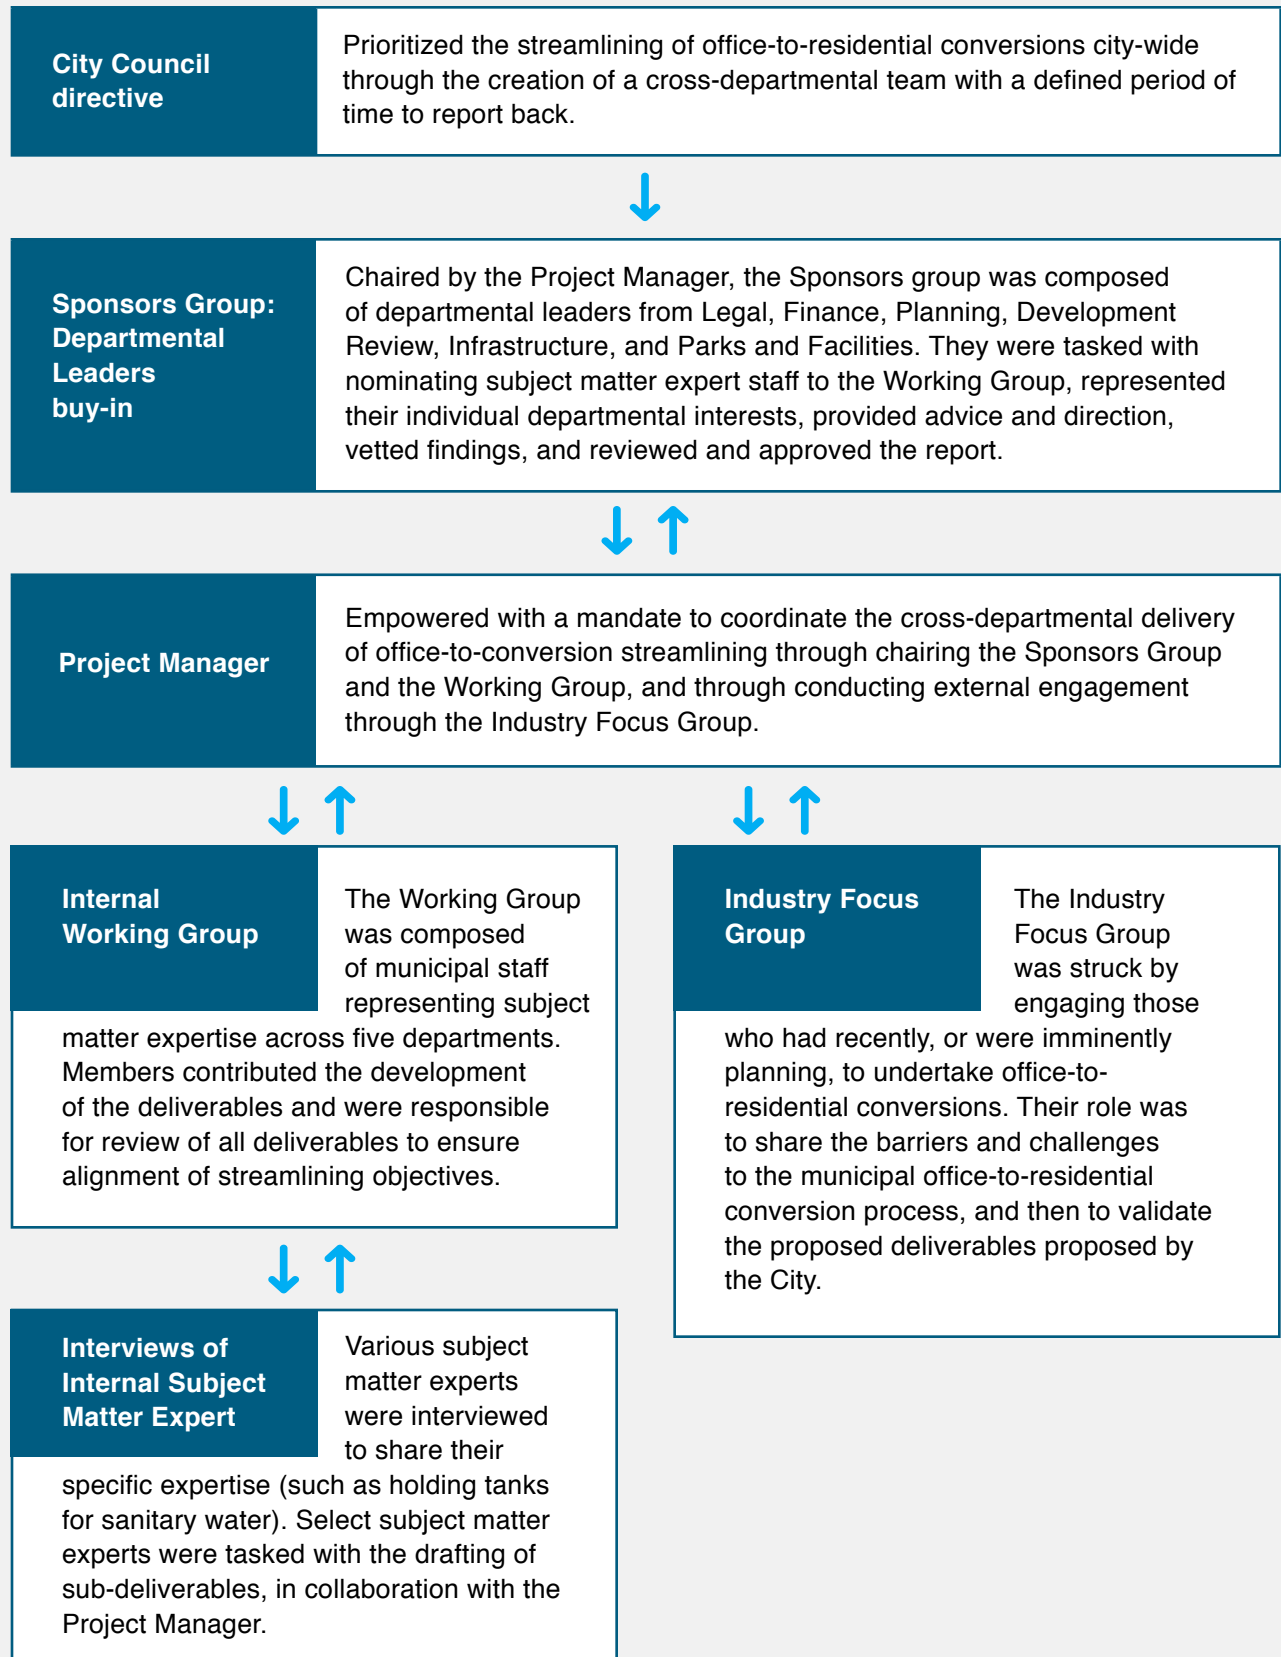 City Council
directive
Prioritized the streamlining of office-to-residential conversions city-wide
through the creation of a cross-departmental team with a defined period of
time to report back.
Sponsors Group:
Departmental
Leaders
buy-in
Chaired by the Project Manager, the Sponsors group was composed
of departmental leaders from Legal, Finance, Planning, Development
Review, Infrastructure, and Parks and Facilities. They were tasked with
nominating subject matter expert staff to the Working Group, represented
their individual departmental interests, provided advice and direction,
vetted findings, and reviewed and approved the report.
Project Manager
Empowered with a mandate to coordinate the cross-departmental delivery
of office-to-conversion streamlining through chairing the Sponsors Group
and the Working Group, and through conducting external engagement
through the Industry Focus Group.
Internal
Working Group
The Working Group
was composed
of municipal staff
representing subject
matter expertise across five departments.
Members contributed the development
of the deliverables and were responsible
for review of all deliverables to ensure
alignment of streamlining objectives.
Industry Focus
Group
The Industry
Focus Group
was struck by
engaging those
who had recently, or were imminently
planning, to undertake office-to-
residential conversions. Their role was
to share the barriers and challenges
to the municipal office-to-residential
conversion process, and then to validate
the proposed deliverables proposed by
the City.
Interviews of
Internal Subject
Matter Expert
Various subject
matter experts
were interviewed
to share their
specific expertise (such as holding tanks
for sanitary water). Select subject matter
experts were tasked with the drafting of
sub-deliverables, in collaboration with the
Project Manager.